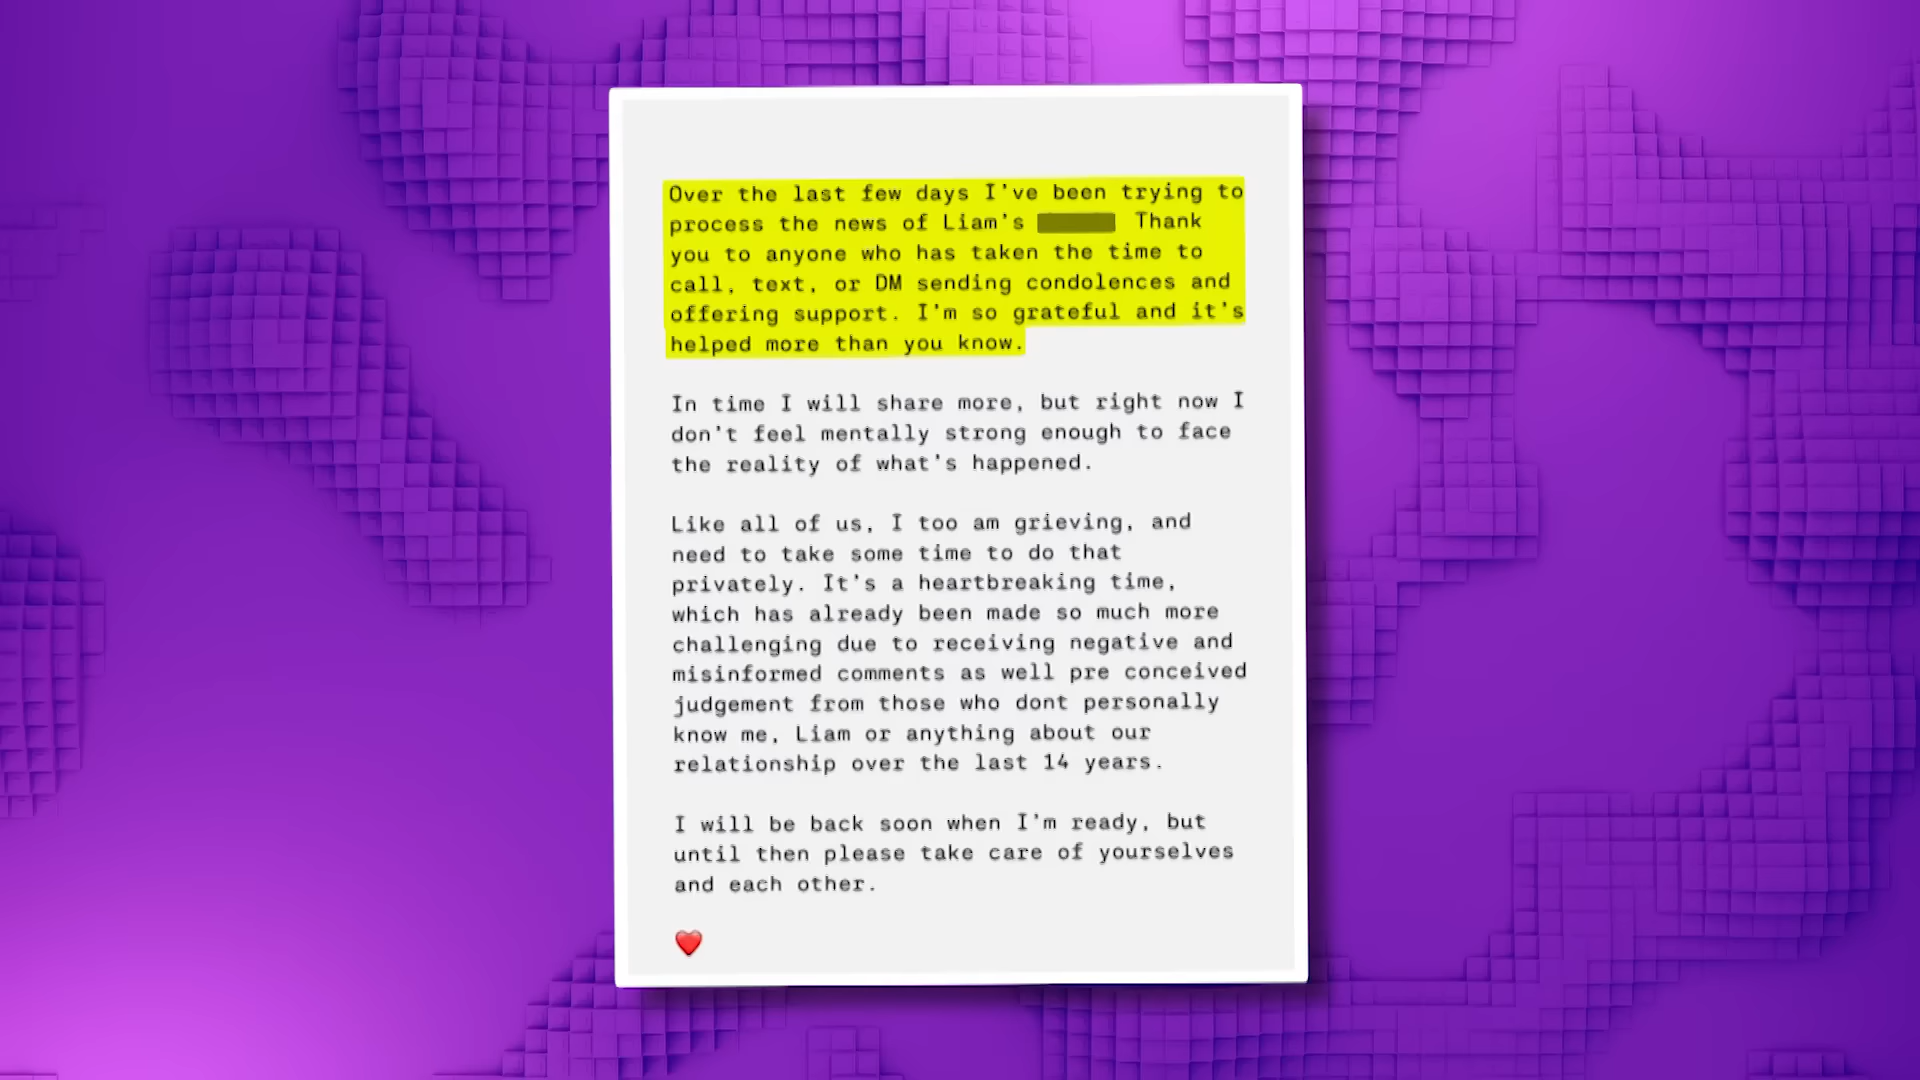 Over the last few days I've been trying to
process the news of Liam's Thank
you to anyone who has taken the time to
call, text, or DM sending condolences and
offering support. I'm so grateful and it's
helped more than you know.
In time I will share more, but right now I
don't feel mentally strong enough to face
the reality of what's happened.
Like all of us, I too am grieving, and
need to take some time to do that
privately. It's a heartbreaking time,
which has already been made so much more
challenging due to receiving negative and
misinformed comments as well pre conceived
judgement from those who dont personally
know me, Liam or anything about our
relationship over the last 14 years.
I will be back soon when I'm ready, but
until then please take care of yourselves
and each other.